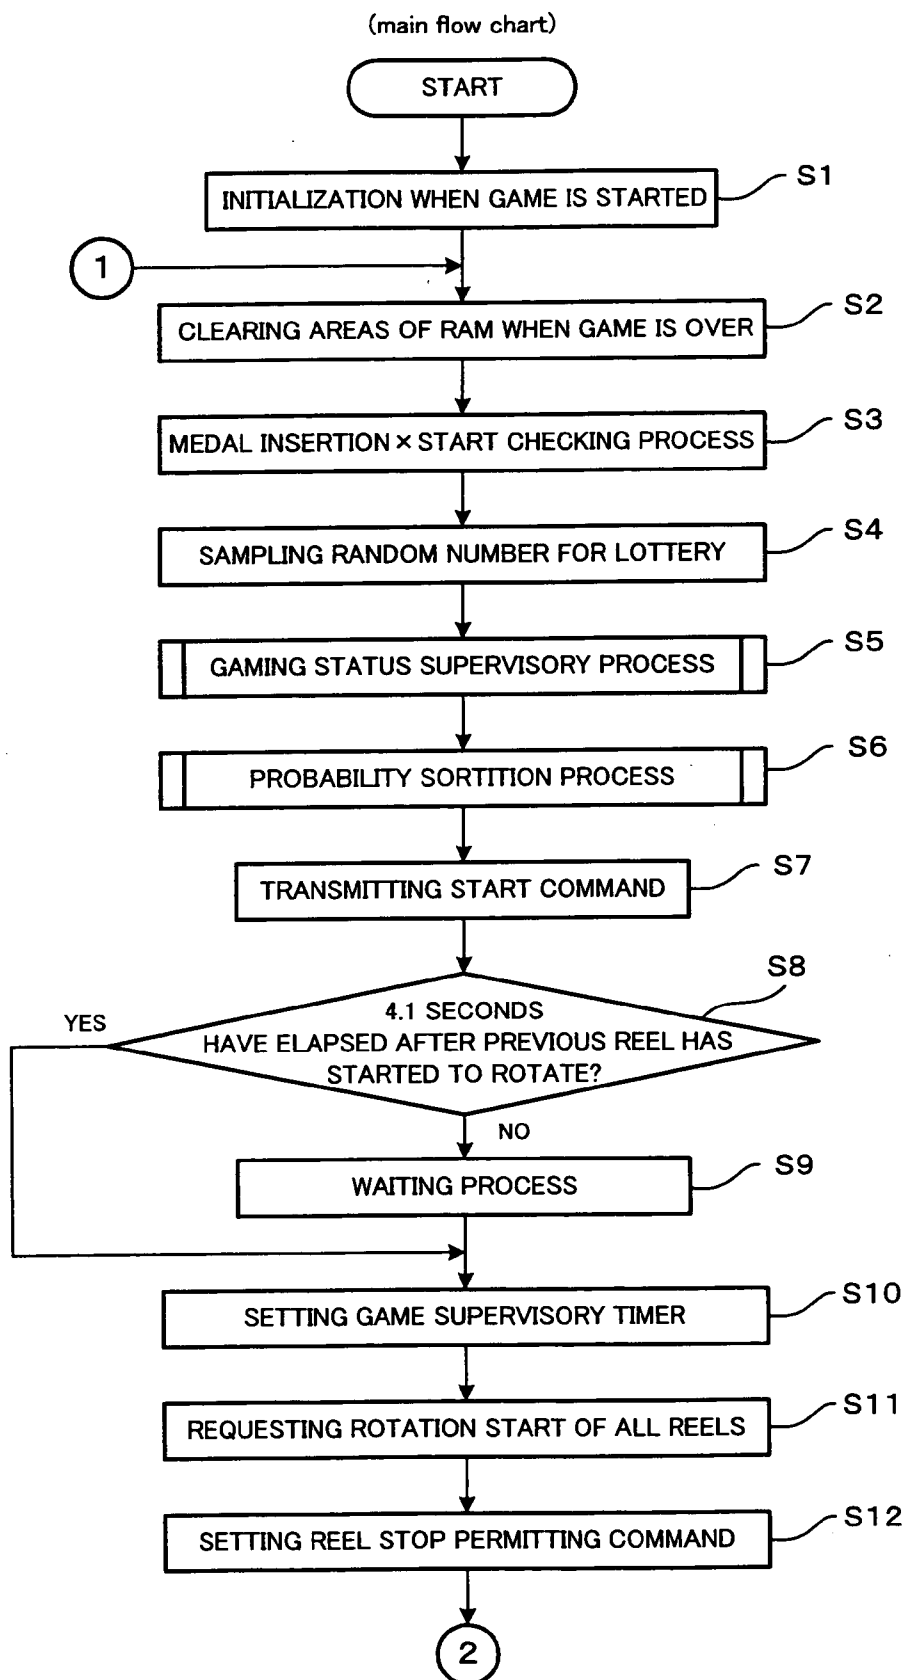 (main flow chart)
START
INITIALIZATION WHEN GAME IS STARTED
S1
1
CLEARING AREAS OF RAM WHEN GAME IS OVER
S2
MEDAL INSERTION × START CHECKING PROCESS
S3
SAMPLING RANDOM NUMBER FOR LOTTERY
S4
GAMING STATUS SUPERVISORY PROCESS
S5
PROBABILITY SORTITION PROCESS
S6
TRANSMITTING START COMMAND
S7
S8
YES
4.1 SECONDS
HAVE ELAPSED AFTER PREVIOUS REEL HAS
STARTED TO ROTATE?
NO
WAITING PROCESS
S9
SETTING GAME SUPERVISORY TIMER
S10
REQUESTING ROTATION START OF ALL REELS
S11
SETTING REEL STOP PERMITTING COMMAND
S12
2